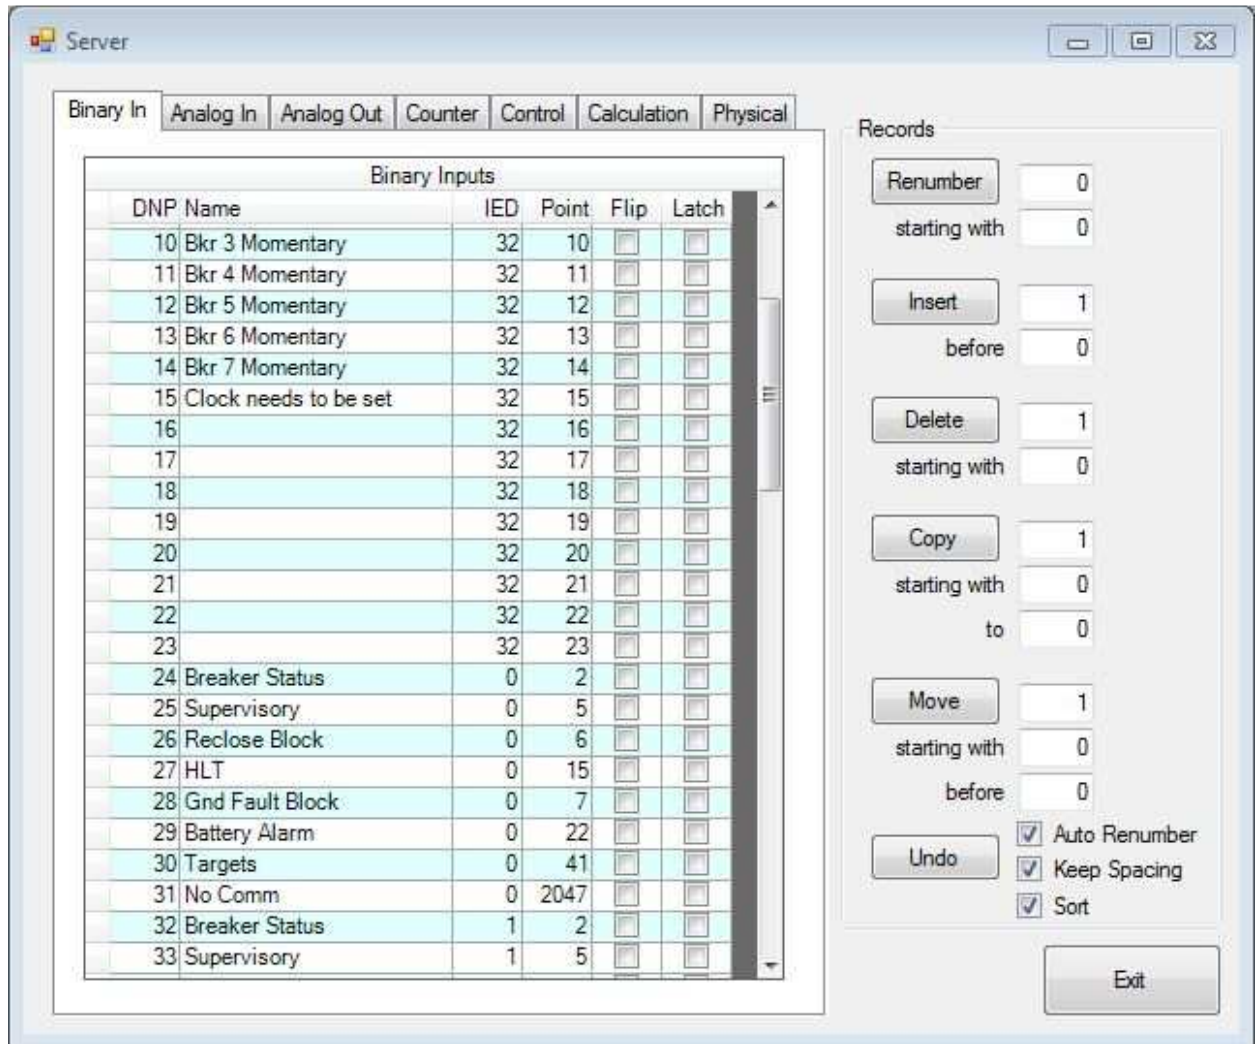 Server
Binary In Analog In Analog Out Counter Control Calculation Physical
Binary Inputs
DNP Name IED Point Flip Latch
10 Bkr 3 Momentary 32 10
11 Bkr 4 Momentary 32 11
12 Bkr 5 Momentary 32 12
13 Bkr 6 Momentary 32 13
14 Bkr 7 Momentary 32 14
15 Clock needs to be set 32 15
16 32 16
17 32 17
18 32 18
19 32 19
20 32 20
21 32 21
22 32 22
23 32 23
24 Breaker Status 0 2
25 Supervisory 0 5
26 Reclose Block 0 6
27 HLT 0 15
28 Gnd Fault Block 0 7
29 Battery Alarm 0 22
30 Targets 0 41
31 No Comm 0 2047
32 Breaker Status 1 2
33 Supervisory 1 5
Records
Renumber 0
starting with 0
Insert 1
before 0
Delete 1
starting with 0
Copy 1
starting with 0
to 0
Move 1
starting with 0
before 0
Undo
Auto Renumber
Keep Spacing
Sort
Exit